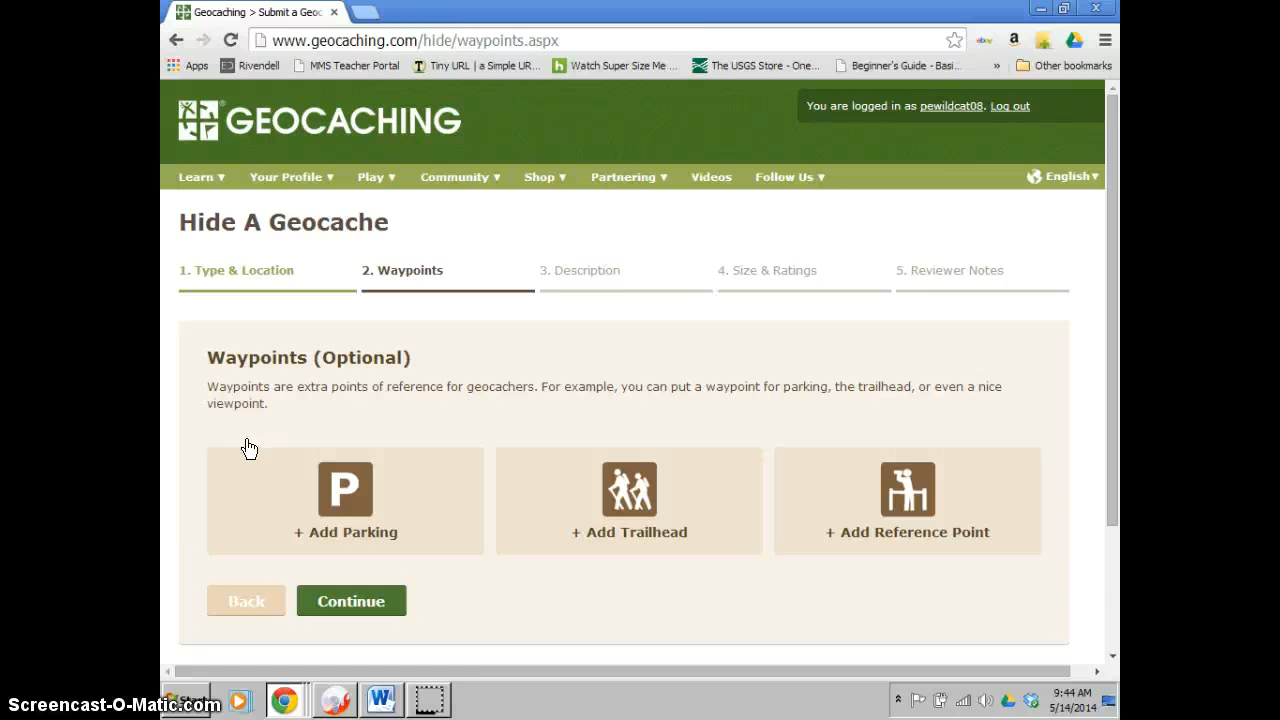 Geocaching > Submit a Geoc
www.geocaching.com/hide/waypoints.aspx
Apps Rivendell MMS Teacher Portal Tiny URL | a Simple UR... Watch Super Size Me ... The USGS Store - One... Beginner's Guide - Basi... » Other bookmarks
GEOCACHING
You are logged in as pewildcat08. Log out
Learn ▼ Your Profile ▼ Play ▼ Community ▼ Shop ▼ Partnering ▼ Videos Follow Us ▼ English▼
Hide A Geocache
1. Type & Location 2. Waypoints 3. Description 4. Size & Ratings 5. Reviewer Notes
Waypoints (Optional)
Waypoints are extra points of reference for geocachers. For example, you can put a waypoint for parking, the trailhead, or even a nice
viewpoint.
P
+ Add Parking + Add Trailhead + Add Reference Point
Back Continue
9:44 AM
5/14/2014
Screencast-O-Matic.com